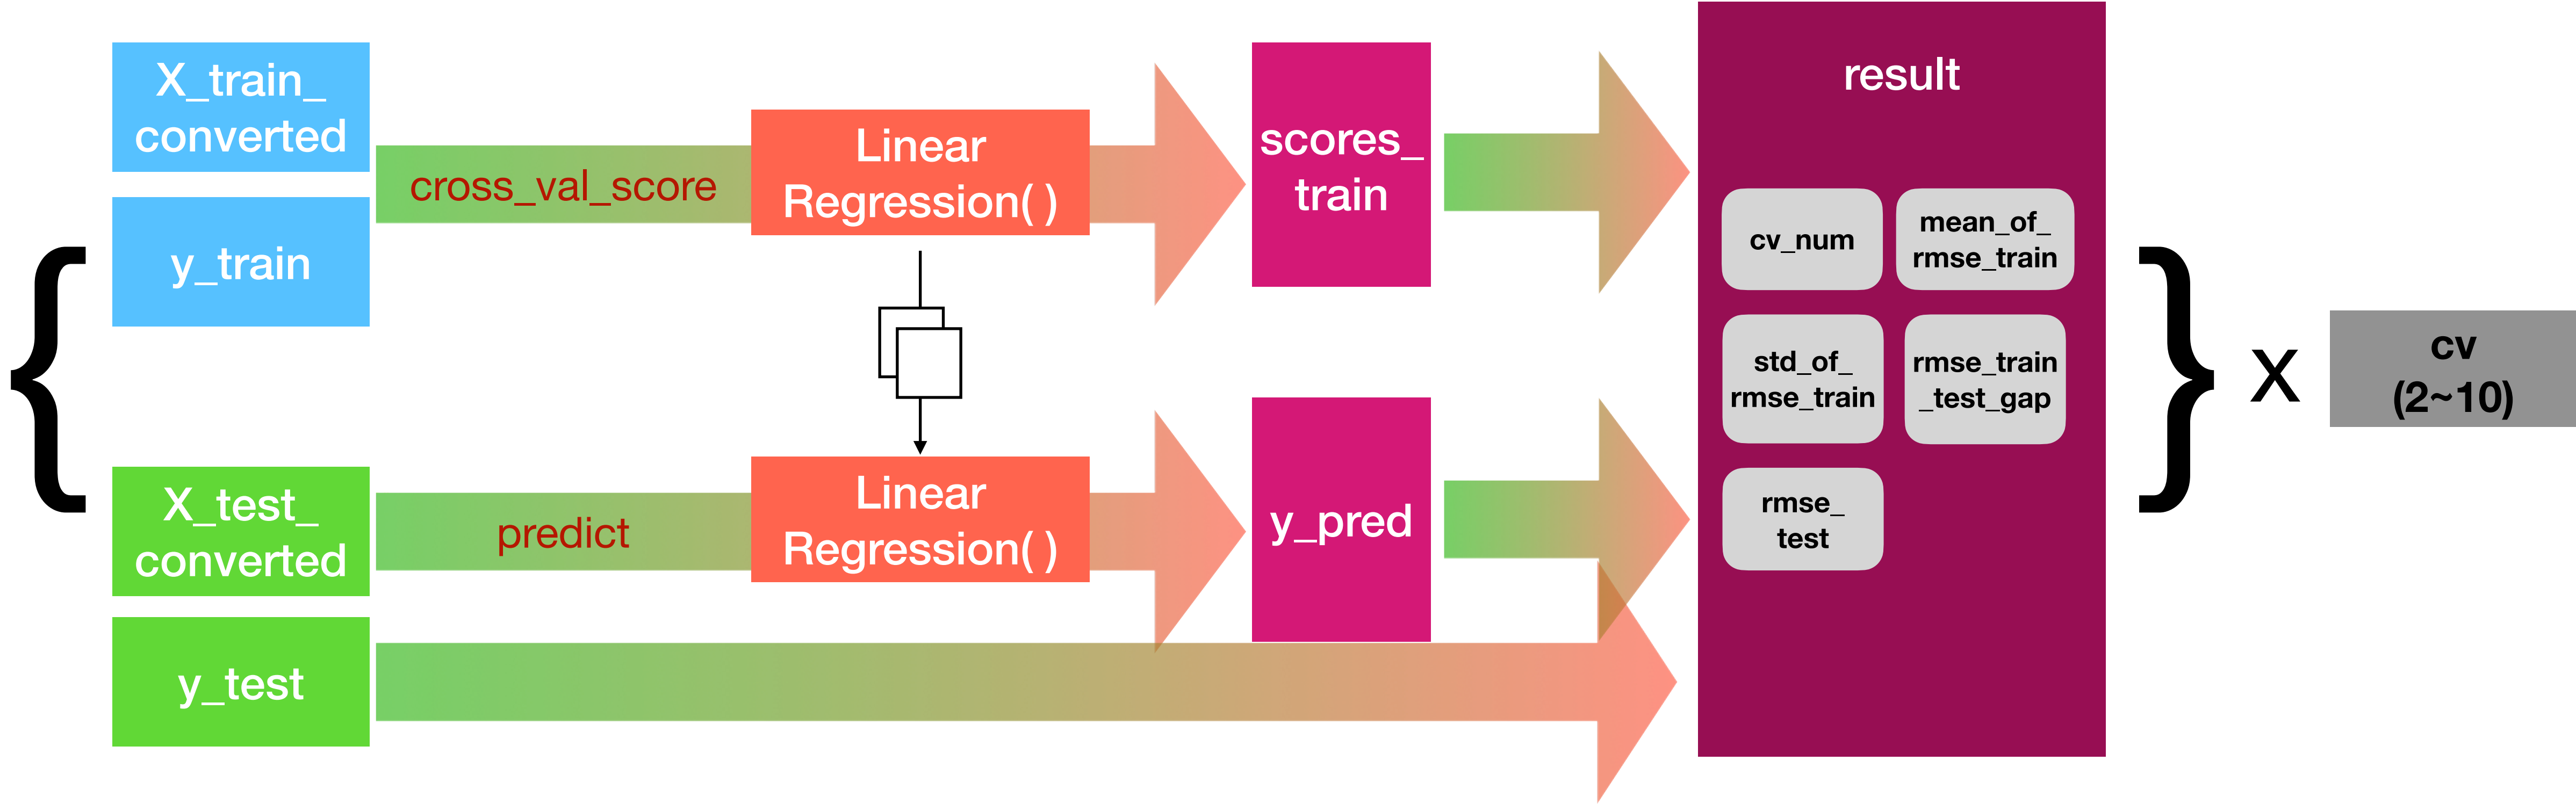 X_train_
converted
y_train
cross_val_score
Linear
Regression( )
scores_
train
X_test_
converted
y_test
predict
Linear
Regression( )
y_pred
result
cv_num
mean_of_
rmse_train
std_of_
rmse_train
rmse_train
_test_gap
rmse_
test
{
}
x
cv
(2~10)